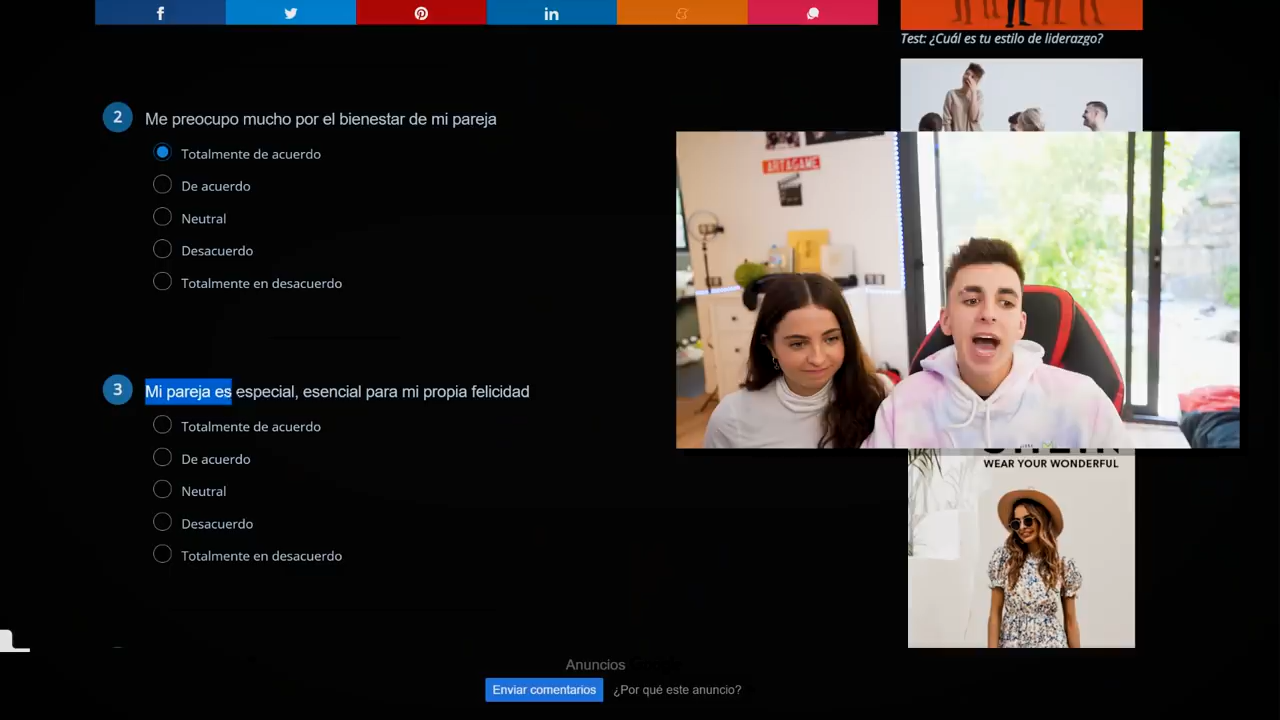 Test: ¿Cuál es tu estilo de liderazgo?
2
Me preocupo mucho por el bienestar de mi pareja
Totalmente de acuerdo
De acuerdo
Neutral
Desacuerdo
Totalmente en desacuerdo
ARTAGAME
3
Mi pareja es especial, esencial para mi propia felicidad
Totalmente de acuerdo
De acuerdo
Neutral
Desacuerdo
Totalmente en desacuerdo
WEAR YOUR WONDERFUL
Anuncios Google
Enviar comentarios
¿Por qué este anuncio?